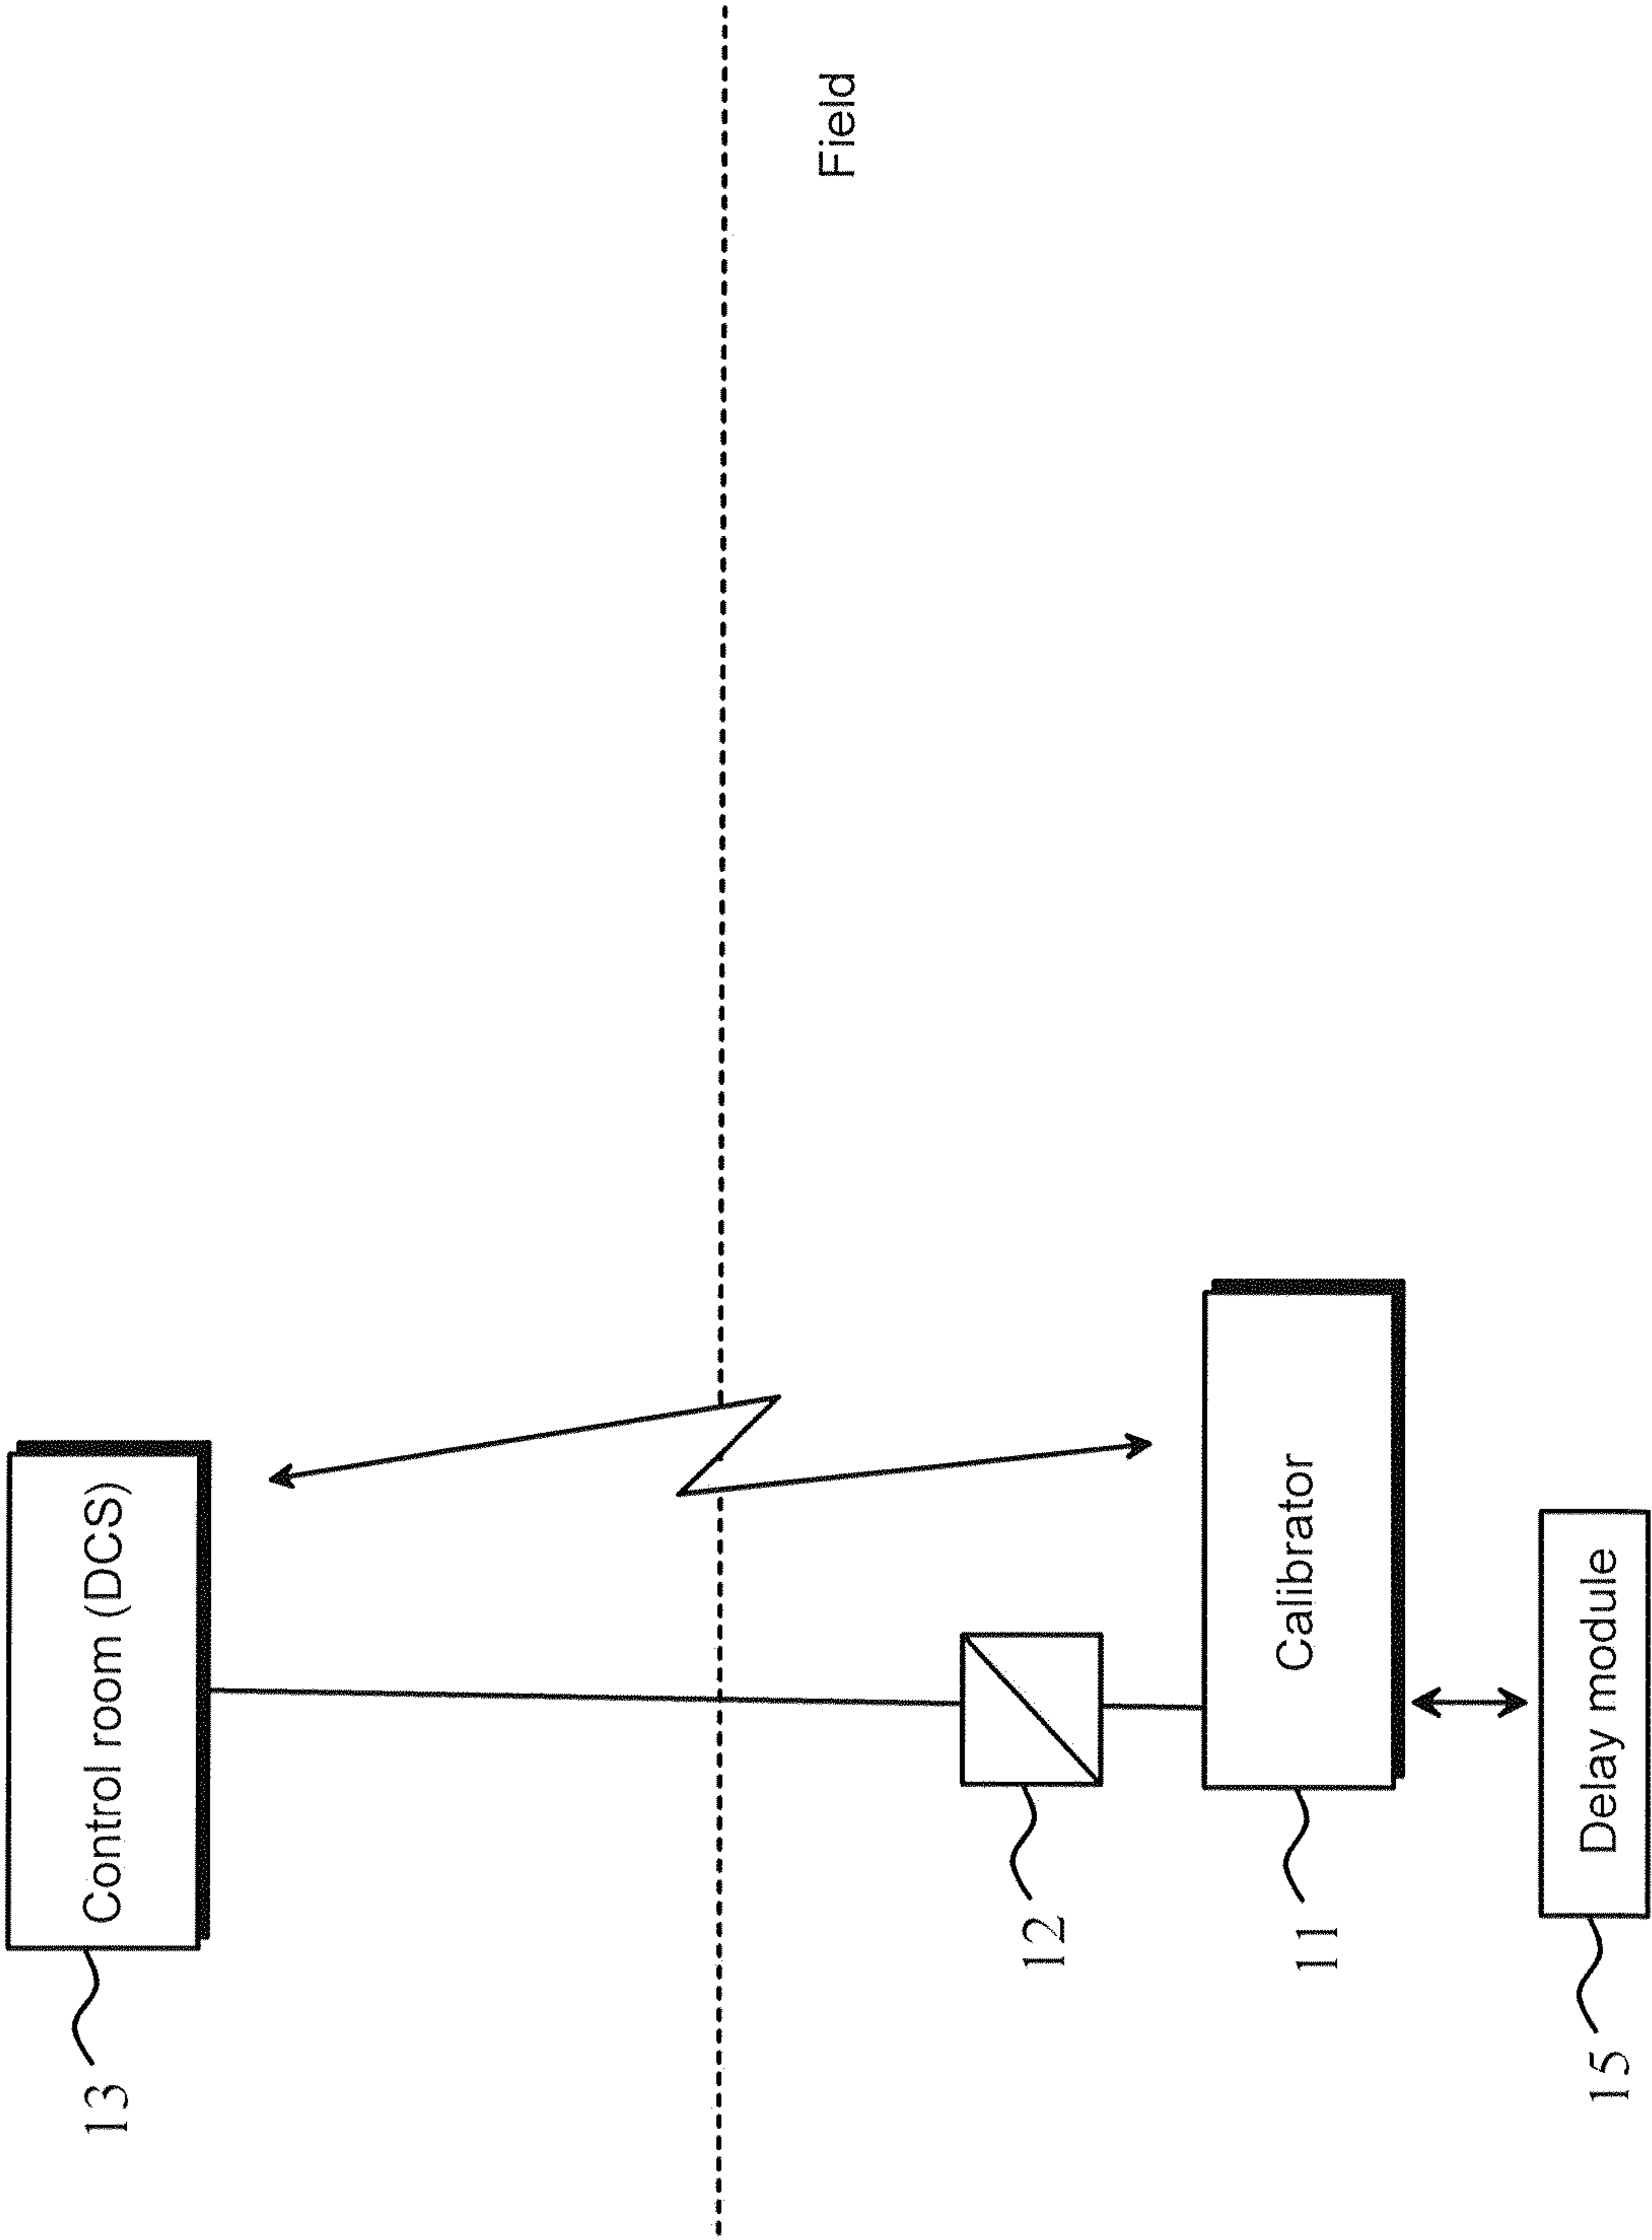 13
Control room (DCS)
Field
12
11
Calibrator
15
Delay module